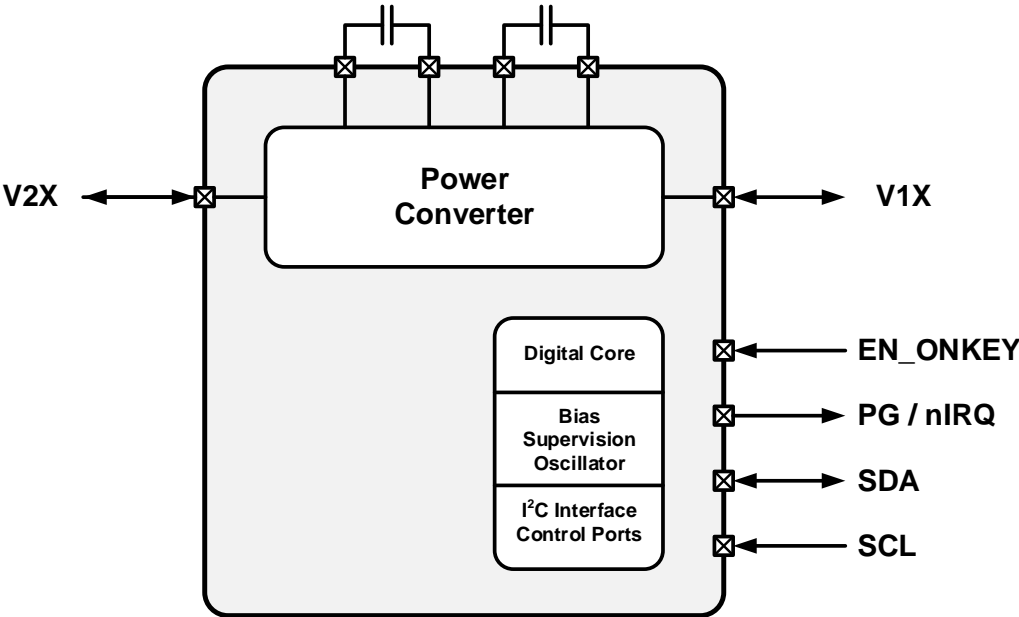 Power
Converter
V2X
V1X
Digital Core
Bias
Supervision
Oscillator
I²C Interface
Control Ports
EN_ONKEY
PG / nIRQ
SDA
SCL